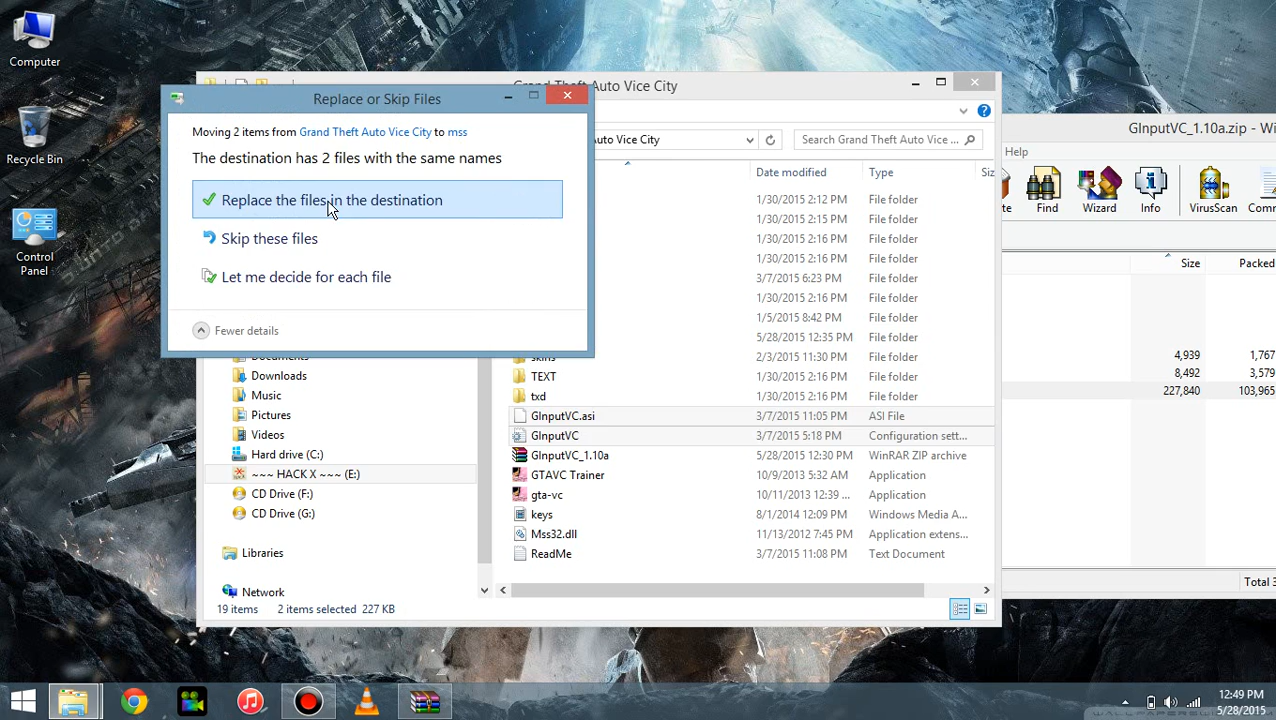 Computer
Recycle Bin
Control
Panel
Grand Theft Auto Vice City
Replace or Skip Files
Moving 2 items from Grand Theft Auto Vice City to mss
The destination has 2 files with the same names
Replace the files in the destination
Skip these files
Let me decide for each file
Fewer details
Auto Vice City
Search Grand Theft Auto Vice ...
Date modified
Type
Siz
1/30/2015 2:12 PM File folder
1/30/2015 2:15 PM File folder
1/30/2015 2:16 PM File folder
1/30/2015 2:16 PM File folder
3/7/2015 6:23 PM File folder
1/30/2015 2:16 PM File folder
1/5/2015 8:42 PM File folder
5/28/2015 12:35 PM File folder
skins 2/3/2015 11:30 PM File folder
TEXT 1/30/2015 2:16 PM File folder
txd 1/30/2015 2:16 PM File folder
GInputVC.asi 3/7/2015 11:05 PM ASI File
GInputVC 3/7/2015 5:18 PM Configuration sett...
GInputVC_1.10a 5/28/2015 12:30 PM WinRAR ZIP archive
GTAVC Trainer 10/9/2013 5:32 AM Application
gta-vc 10/11/2013 12:39 ... Application
keys 8/1/2014 12:09 PM Windows Media A...
Mss32.dll 11/13/2012 7:45 PM Application extens...
ReadMe 3/7/2015 11:08 PM Text Document
Documents
Downloads
Music
Pictures
Videos
Hard drive (C:)
~~~ HACK X ~~~ (E:)
CD Drive (F:)
CD Drive (G:)
Libraries
Network
19 items 2 items selected 227 KB
GInputVC_1.10a.zip - Wi
Help
te
Find
Wizard
Info
VirusScan
Comm
Size
Packed
4,939 1,767
8,492 3,579
227,840 103,965
Total 3
12:49 PM
5/28/2015